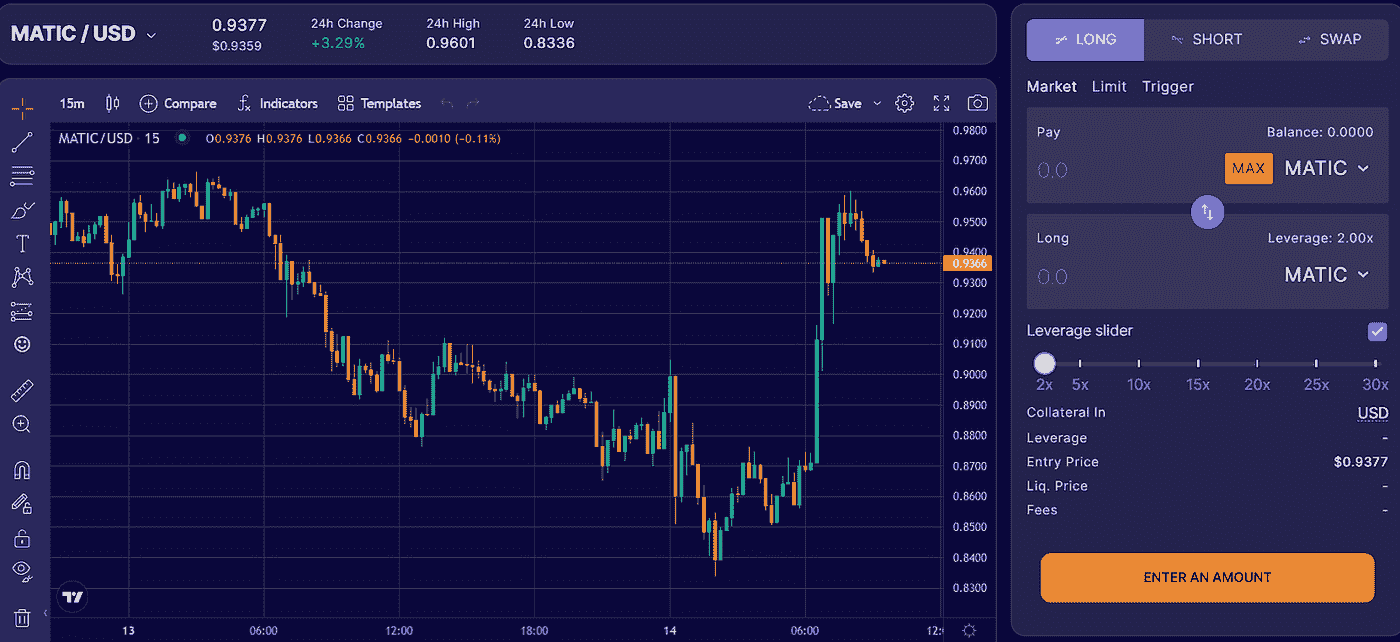 MATIC / USD
0.9377
$0.9359
24h Change
+3.29%
24h High
0.9601
24h Low
0.8336
15m
Compare
Indicators
Templates
Save
MATIC/USD · 15
O0.9376 H0.9376 L0.9366 C0.9366 −0.0010 (−0.11%)
0.9800
0.9700
0.9600
0.9500
0.9400
0.9366
0.9300
0.9200
0.9100
0.9000
0.8900
0.8800
0.8700
0.8600
0.8500
0.8400
0.8300
13
06:00
12:00
18:00
14
06:00
12:
LONG
SHORT
SWAP
Market Limit Trigger
Pay
Balance: 0.0000
0.0
MAX
MATIC
Long
Leverage: 2.00x
0.0
MATIC
Leverage slider
2x 5x 10x 15x 20x 25x 30x
Collateral In
USD
Leverage
-
Entry Price
$0.9377
Liq. Price
-
Fees
-
ENTER AN AMOUNT